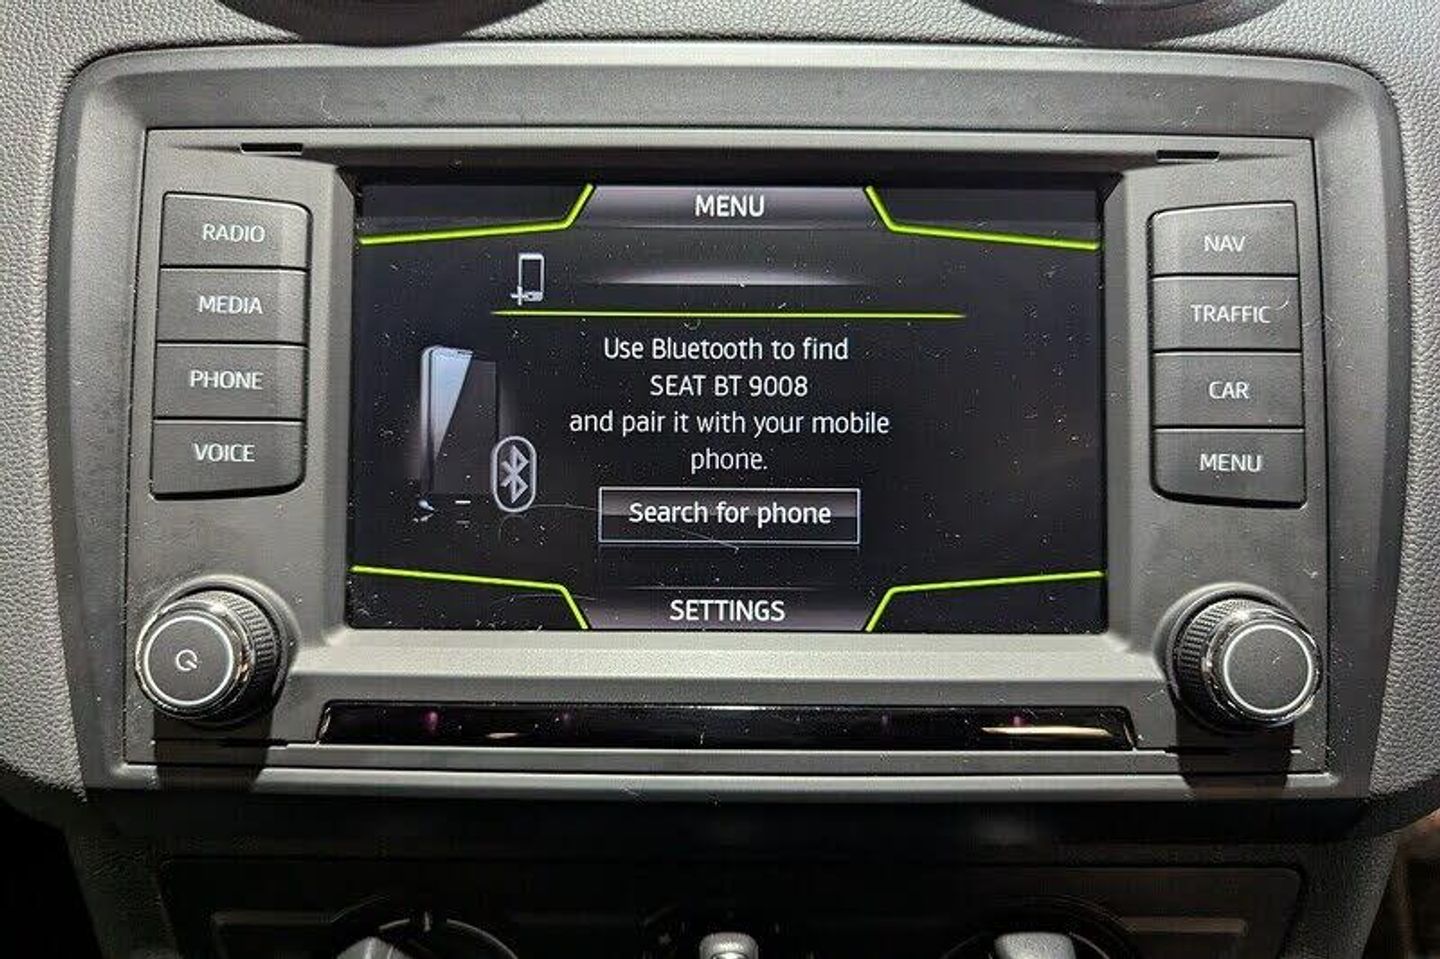 MENU
RADIO
MEDIA
PHONE
VOICE
Use Bluetooth to find
SEAT BT 9008
and pair it with your mobile
phone.
Search for phone
SETTINGS
NAV
TRAFFIC
CAR
MENU